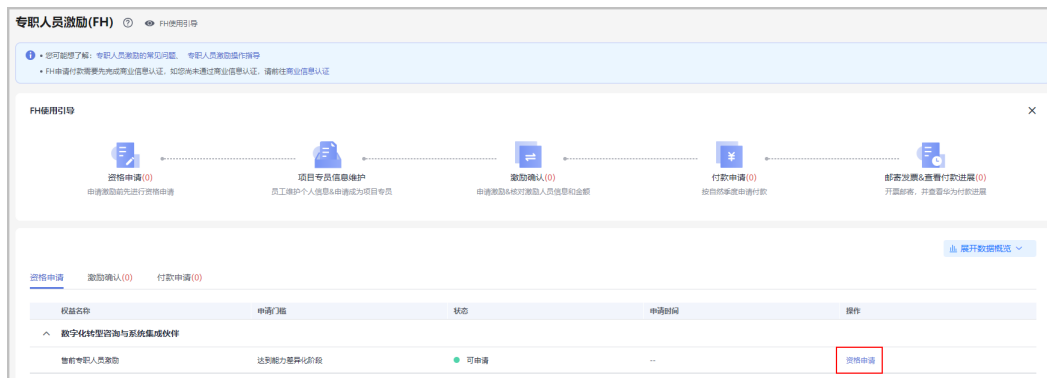 专职人员激励(FH) FH使用引导
• 您可能想了解：专职人员激励的常见问题、 专职人员激励操作指导
• FH申请付款需要先完成商业信息认证，如您尚未通过商业信息认证，请前往商业信息认证
FH使用引导
资格申请(0) 项目专员信息维护 激励确认(0) 付款申请(0) 邮寄发票&查看付款进展(0)
申请激励前先进行资格申请 员工维护个人信息&申请成为项目专员 申请激励&核对激励人员信息和金额 按自然季度申请付款 开票邮寄，并查看华为付款进展
展开数据概览
资格申请 激励确认(0) 付款申请(0)
权益名称 申请门槛 状态 申请时间 操作
数字化转型咨询与系统集成伙伴
售前专职人员激励 达到能力差异化阶段 可申请 -- 资格申请